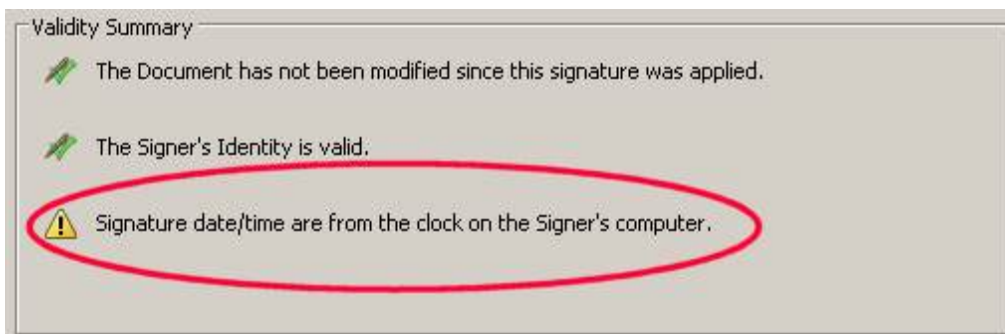 Validity Summary
The Document has not been modified since this signature was applied.
The Signer's Identity is valid.
Signature date/time are from the clock on the Signer's computer.